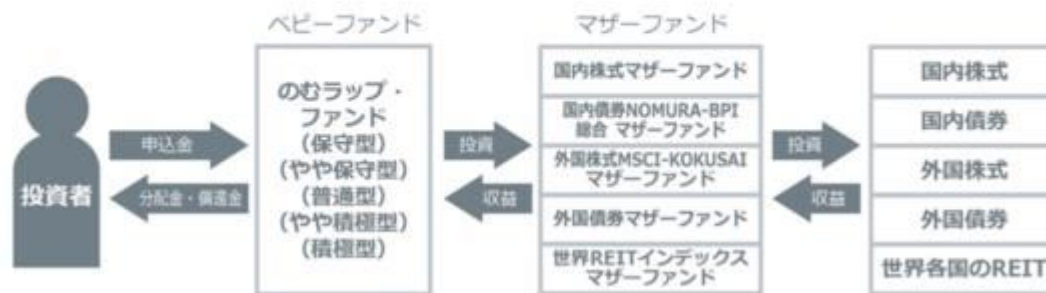 ベビーファンド
マザーファンド
投資者
申込金
分配金・償還金
のむラップ・
ファンド
(保守型)
(やや保守型)
(普通型)
(やや積極型)
(積極型)
投資
収益
国内株式マザーファンド
国内債券NOMURA-BPI
総合 マザーファンド
外国株式MSCI-KOKUSAI
マザーファンド
外国債券マザーファンド
世界REITインデックス
マザーファンド
投資
収益
国内株式
国内債券
外国株式
外国債券
世界各国のREIT